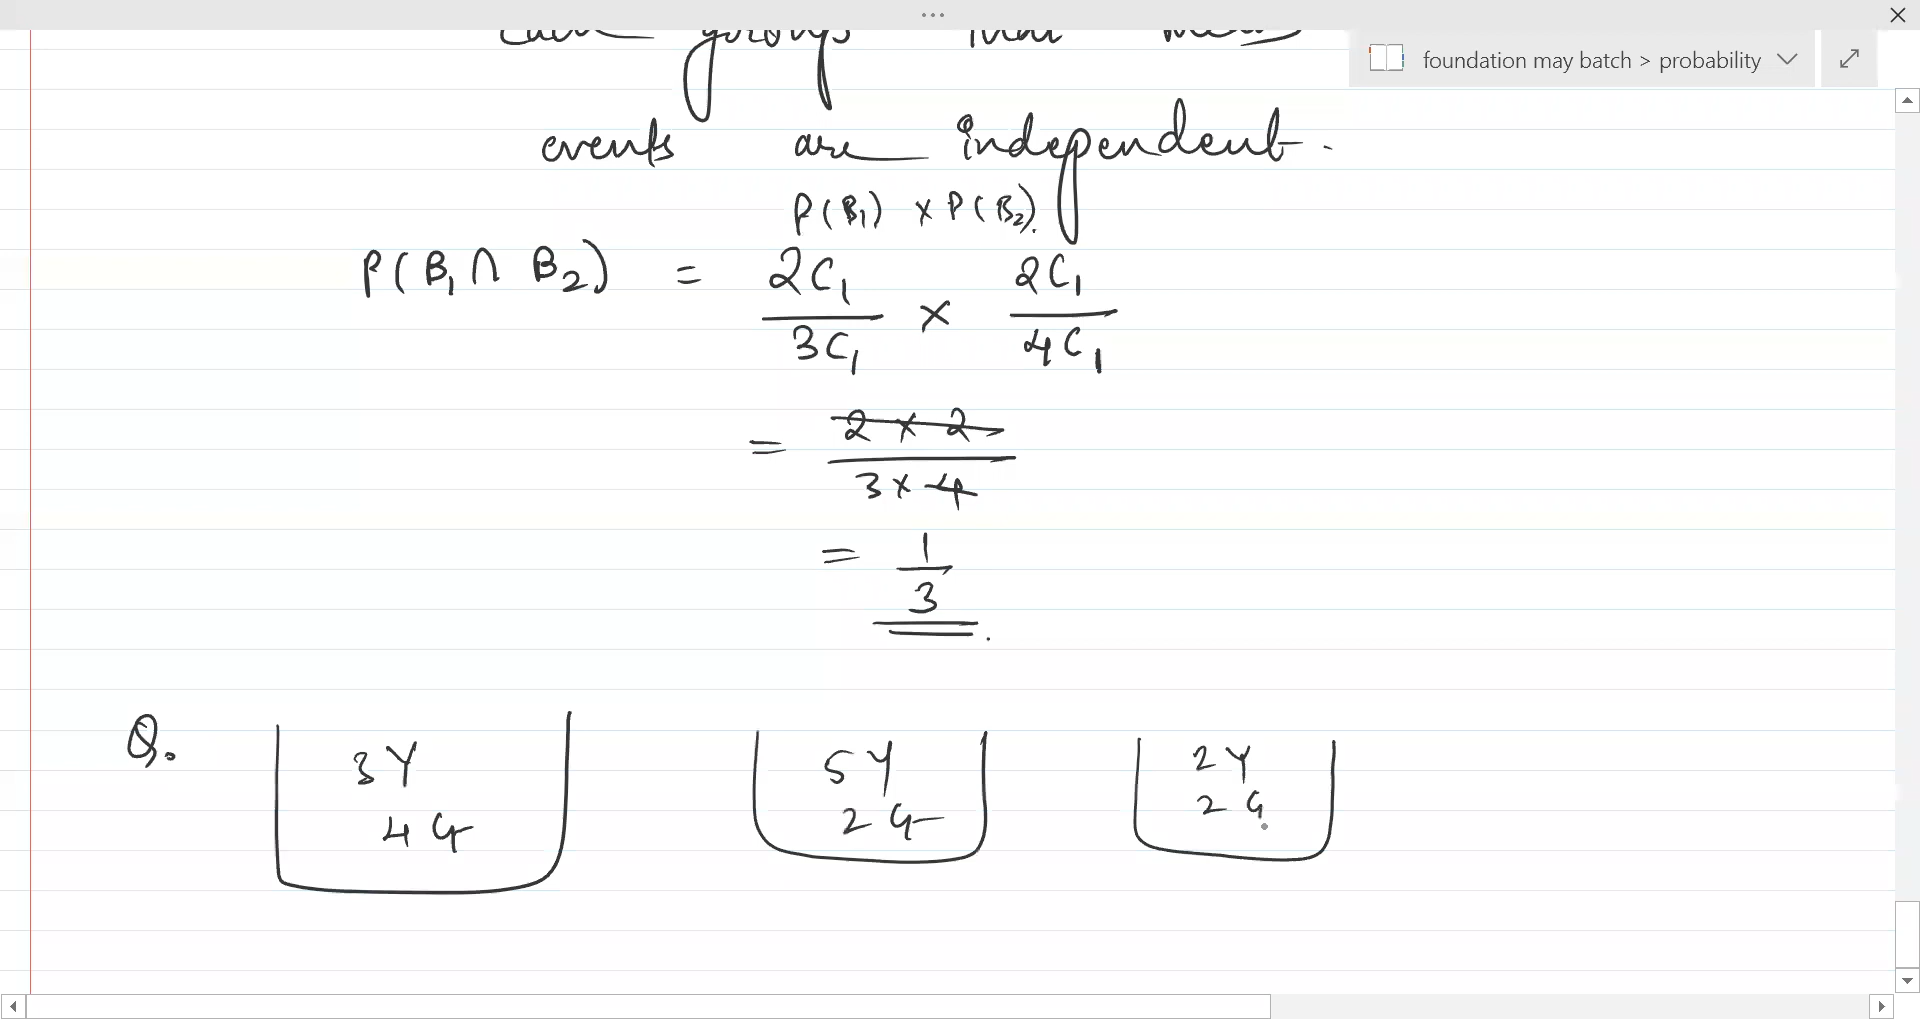 foundation may batch > probability
events are independent.
P(B₁) × P(B₂).
P(B₁ ∩ B₂) = 2C₁ / 3C₁ × 2C₁ / 4C₁
= 2 × 2 / 3 × 4
= 1 / 3.
Q. 3Y 5Y 2Y
4G 2G 2G